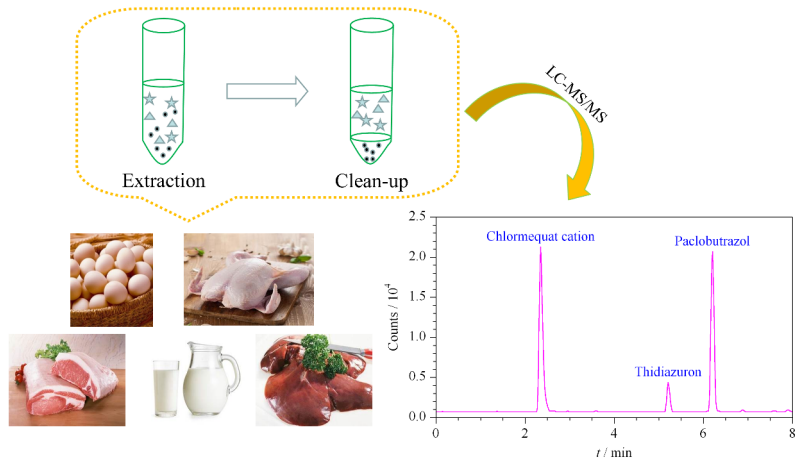 Extraction
Clean-up
LC-MS/MS
Chlormequat cation
Paclobutrazol
Thidiazuron
Counts / 10⁴
2.5
2.0
1.5
1.0
0.5
0.0
0 2 4 6 8
t / min